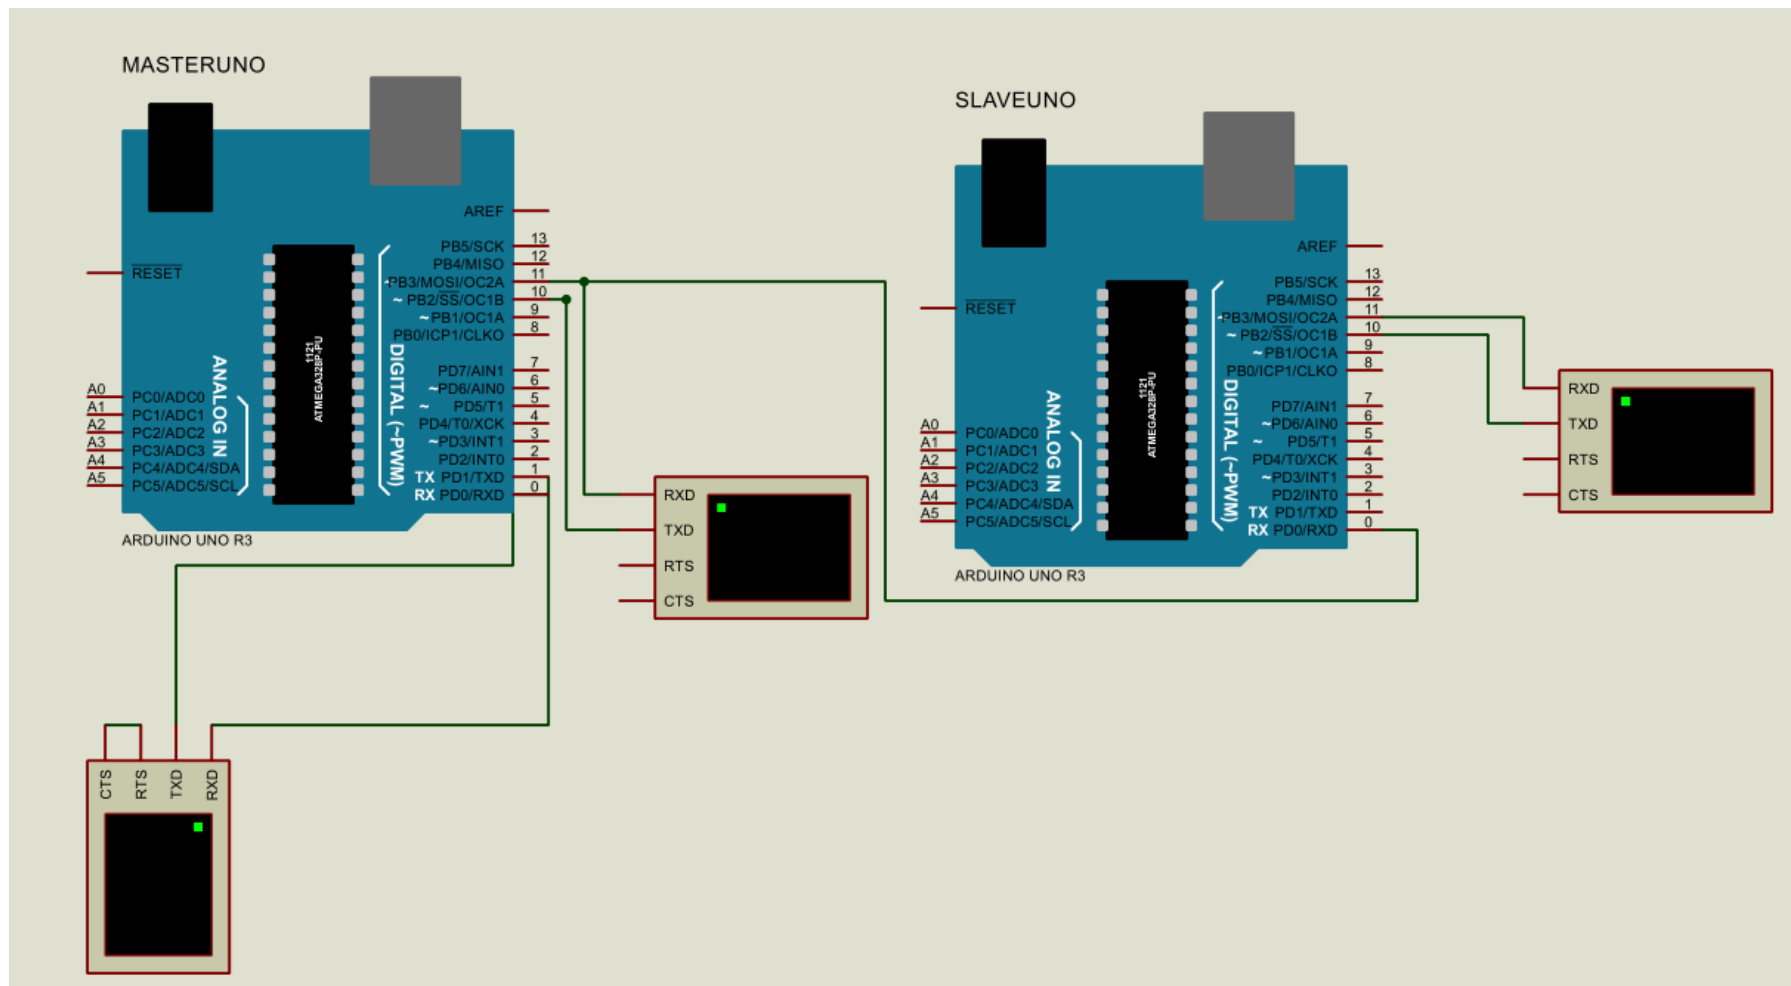 MASTERUNO
AREF
13
PB5/SCK
12
PB4/MISO
11
~PB3/MOSI/OC2A
10
~ PB2/SS/OC1B
9
~PB1/OC1A
8
PB0/ICP1/CLKO
7
PD7/AIN1
6
~PD6/AIN0
5
~ PD5/T1
4
PD4/T0/XCK
3
~PD3/INT1
2
PD2/INT0
1
TX PD1/TXD
0
RX PD0/RXD
RESET
1121
ATMEGA328P-PU
DIGITAL (~PWM)
ANALOG IN
A0 PC0/ADC0
A1 PC1/ADC1
A2 PC2/ADC2
A3 PC3/ADC3
A4 PC4/ADC4/SDA
A5 PC5/ADC5/SCL
ARDUINO UNO R3
RXD
TXD
RTS
CTS
CTS
RTS
TXD
RXD
SLAVEUNO
AREF
13
PB5/SCK
12
PB4/MISO
11
~PB3/MOSI/OC2A
10
~ PB2/SS/OC1B
9
~PB1/OC1A
8
PB0/ICP1/CLKO
7
PD7/AIN1
6
~PD6/AIN0
5
~ PD5/T1
4
PD4/T0/XCK
3
~PD3/INT1
2
PD2/INT0
1
TX PD1/TXD
0
RX PD0/RXD
RESET
1121
ATMEGA328P-PU
DIGITAL (~PWM)
ANALOG IN
A0 PC0/ADC0
A1 PC1/ADC1
A2 PC2/ADC2
A3 PC3/ADC3
A4 PC4/ADC4/SDA
A5 PC5/ADC5/SCL
ARDUINO UNO R3
RXD
TXD
RTS
CTS